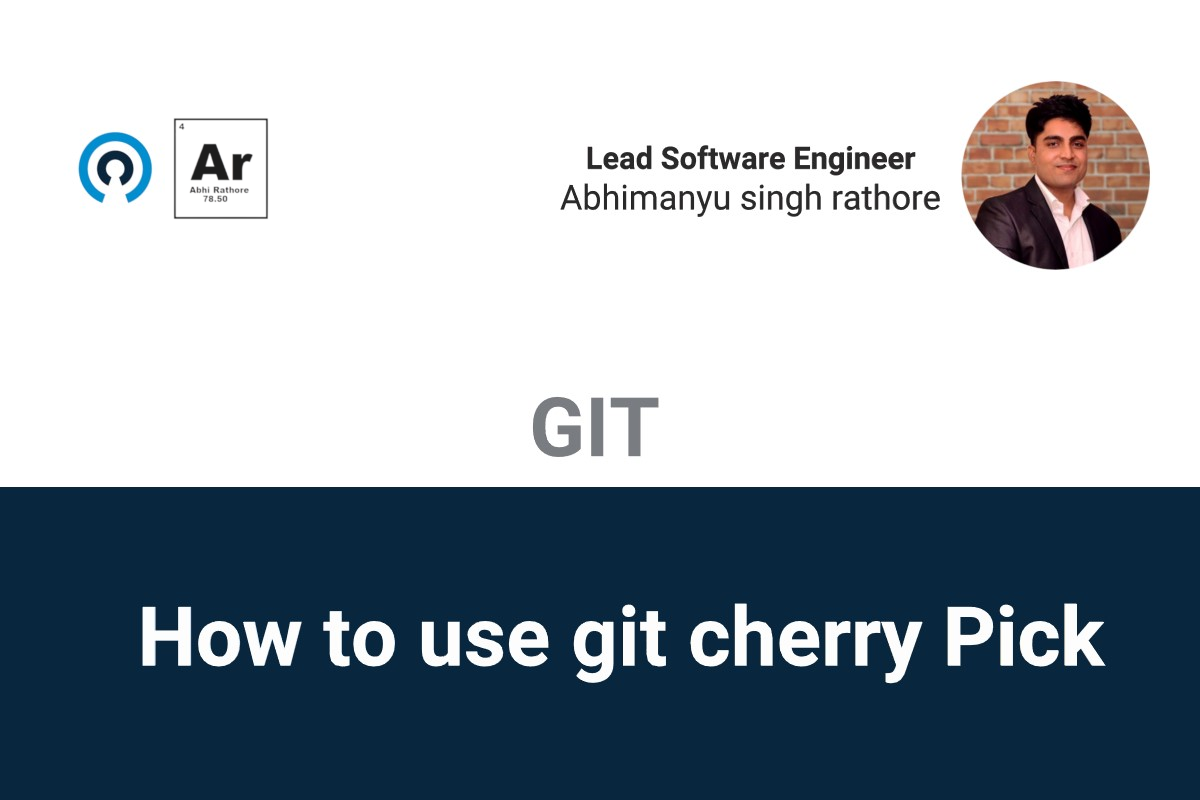 4
Ar
Abhi Rathore
78.50
Lead Software Engineer
Abhimanyu singh rathore
GIT
How to use git cherry Pick